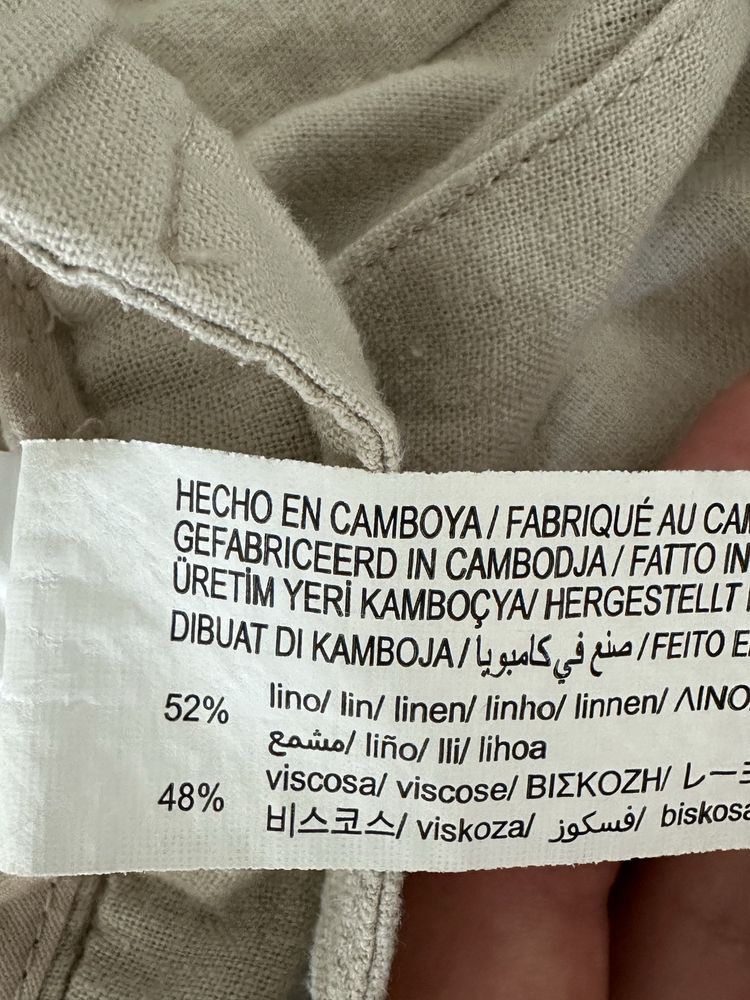 HECHO EN CAMBOYA / FABRIQUÉ AU
GEFABRICEERD IN CAMBODJA / FATTO IN
ÜRETİM YERİ KAMBOÇYA/ HERGESTELLT
DIBUAT DI KAMBOJA / صنع في كامبويا / FEITO
52% lino/ lin/ linen/ linho/ linnen/ ΛΙΝΟ
مشمع/ liño/ lli/ lihoa
48% viscosa/ viscose/ ΒΙΣΚΟΖΗ/ レーヨ
비스코스/ viskoza/ فسكوز/ biskosa